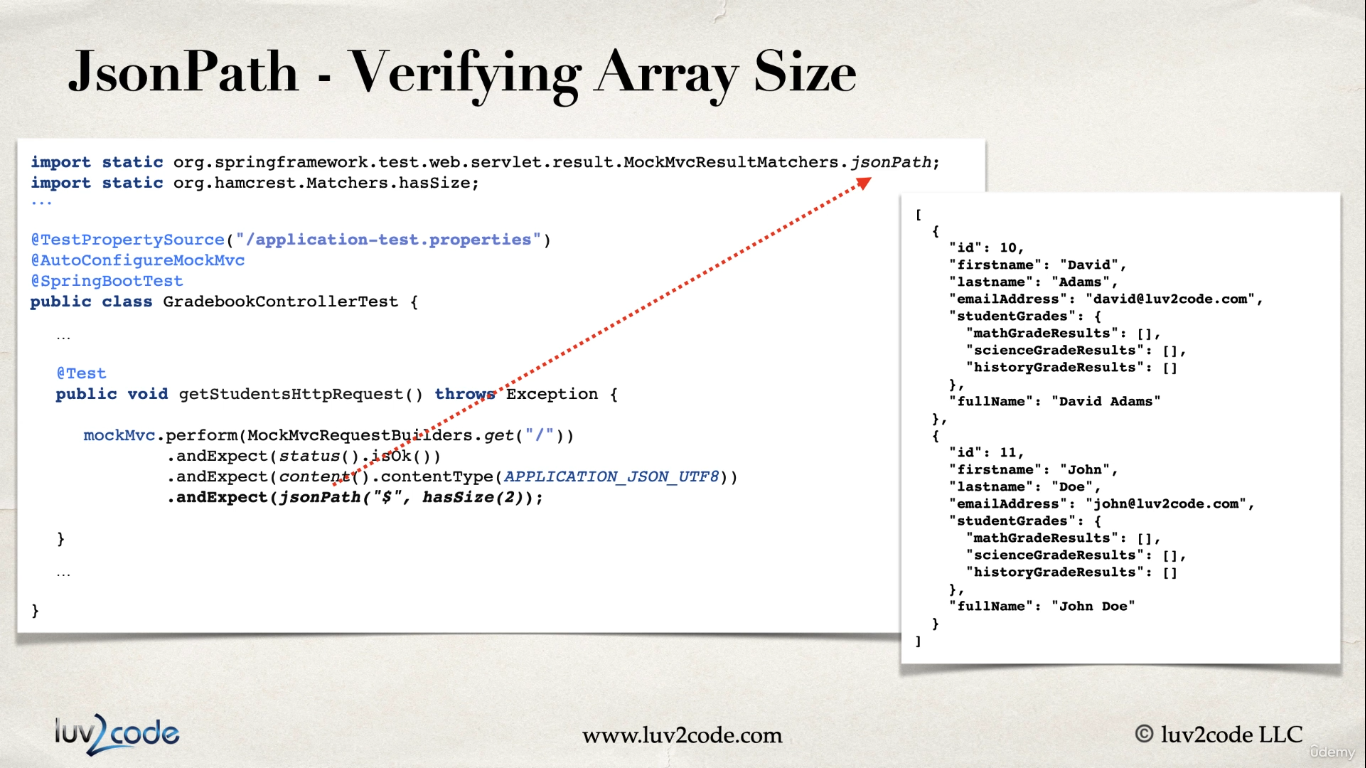 JsonPath - Verifying Array Size
import static org.springframework.test.web.servlet.result.MockMvcResultMatchers.jsonPath;
import static org.hamcrest.Matchers.hasSize;
...
@TestPropertySource("/application-test.properties")
@AutoConfigureMockMvc
@SpringBootTest
public class GradebookControllerTest {
...
@Test
public void getStudentsHttpRequest() throws Exception {
mockMvc.perform(MockMvcRequestBuilders.get("/"))
.andExpect(status().isOk())
.andExpect(content().contentType(APPLICATION_JSON_UTF8))
.andExpect(jsonPath("$", hasSize(2));
}
...
}
[
{
"id": 10,
"firstname": "David",
"lastname": "Adams",
"emailAddress": "david@luv2code.com",
"studentGrades": {
"mathGradeResults": [],
"scienceGradeResults": [],
"historyGradeResults": []
},
"fullName": "David Adams"
},
{
"id": 11,
"firstname": "John",
"lastname": "Doe",
"emailAddress": "john@luv2code.com",
"studentGrades": {
"mathGradeResults": [],
"scienceGradeResults": [],
"historyGradeResults": []
},
"fullName": "John Doe"
}
]
luv2code
www.luv2code.com
© luv2code LLC
ûdemy